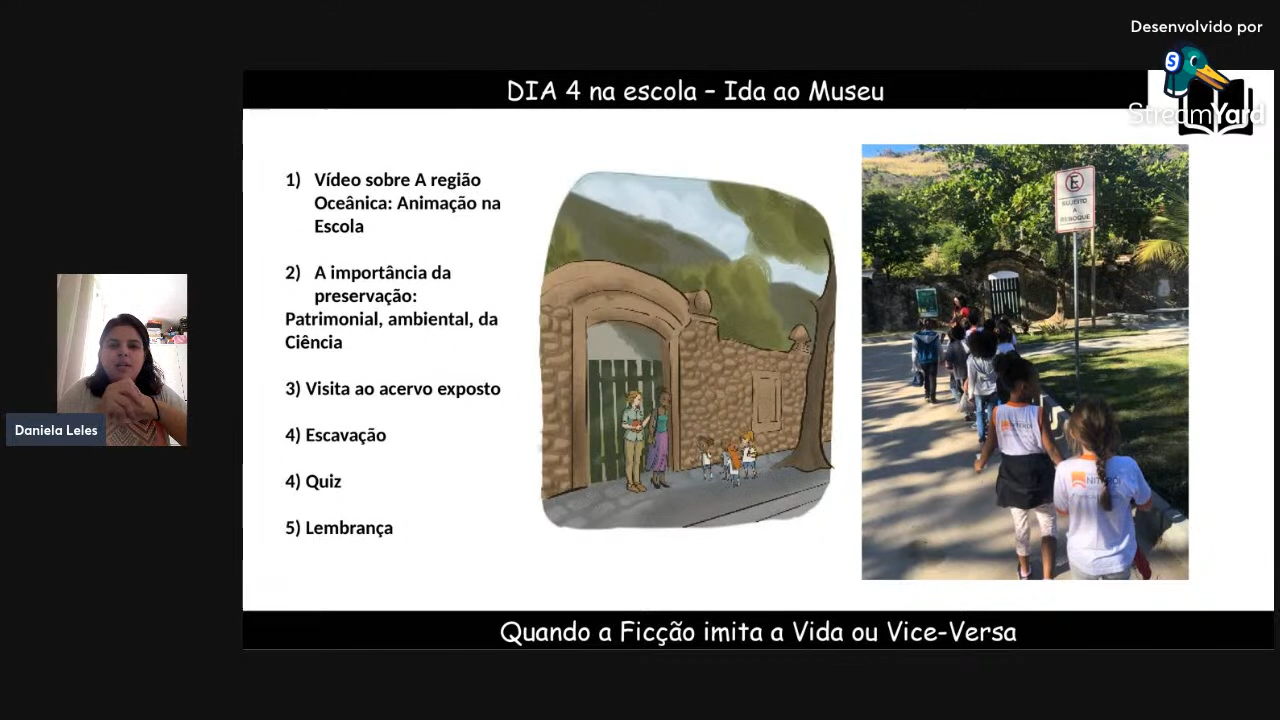 Desenvolvido por
StreamYard
DIA 4 na escola – Ida ao Museu
1) Vídeo sobre A região
Oceânica: Animação na
Escola
2) A importância da
preservação:
Patrimonial, ambiental, da
Ciência
3) Visita ao acervo exposto
4) Escavação
4) Quiz
5) Lembrança
E
SUJEITO
A
REBOQUE
NITERÓI
Daniela Leles
Quando a Ficção imita a Vida ou Vice-Versa